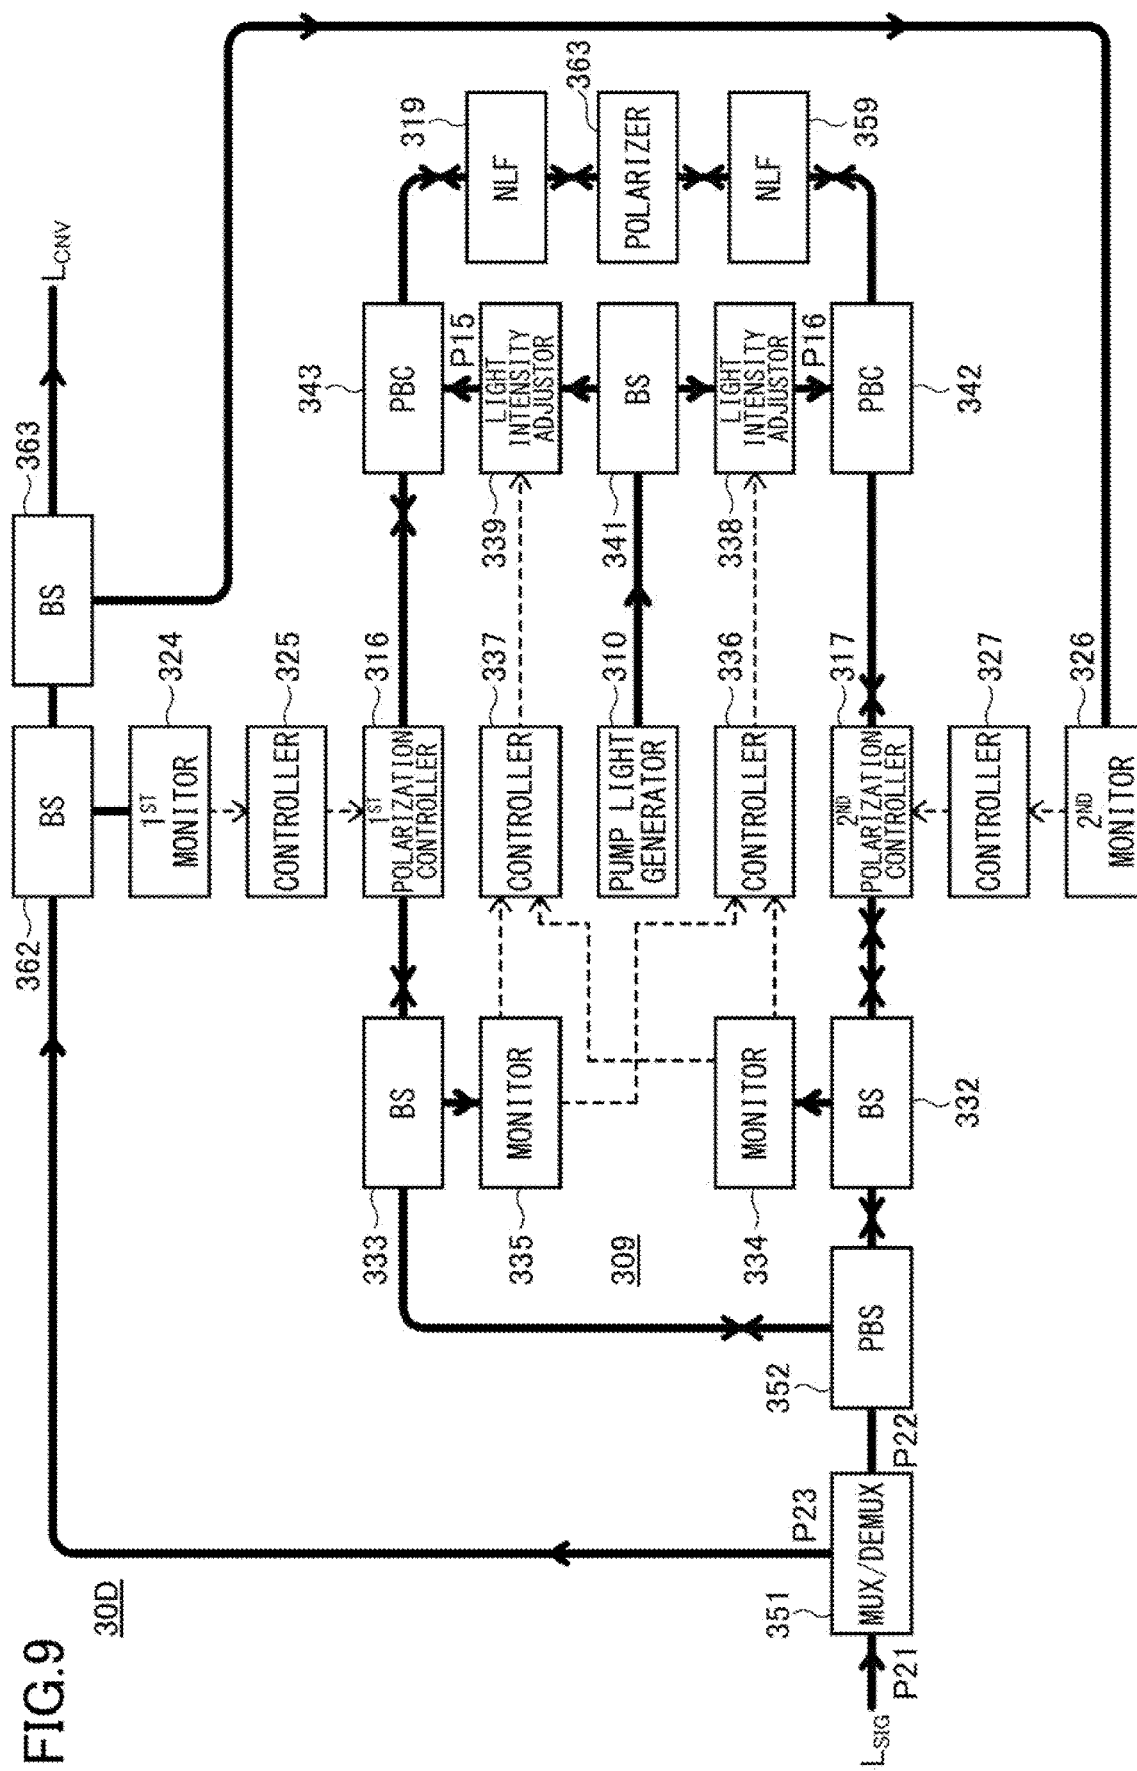 FIG.9
30D
362
BS
363
BS
L_CNV
324
1ST
MONITOR
325
CONTROLLER
333
BS
316
1ST
POLARIZATION
CONTROLLER
343
PBC
319
NLF
335
MONITOR
337
CONTROLLER
339
LIGHT
INTENSITY
ADJUSTOR
P15
309
310
PUMP LIGHT
GENERATOR
341
BS
363
POLARIZER
334
MONITOR
336
CONTROLLER
338
LIGHT
INTENSITY
ADJUSTOR
P16
359
NLF
L_SIG
P21
351
MUX/DEMUX
P23
P22
352
PBS
332
BS
317
2ND
POLARIZATION
CONTROLLER
342
PBC
327
CONTROLLER
326
2ND
MONITOR